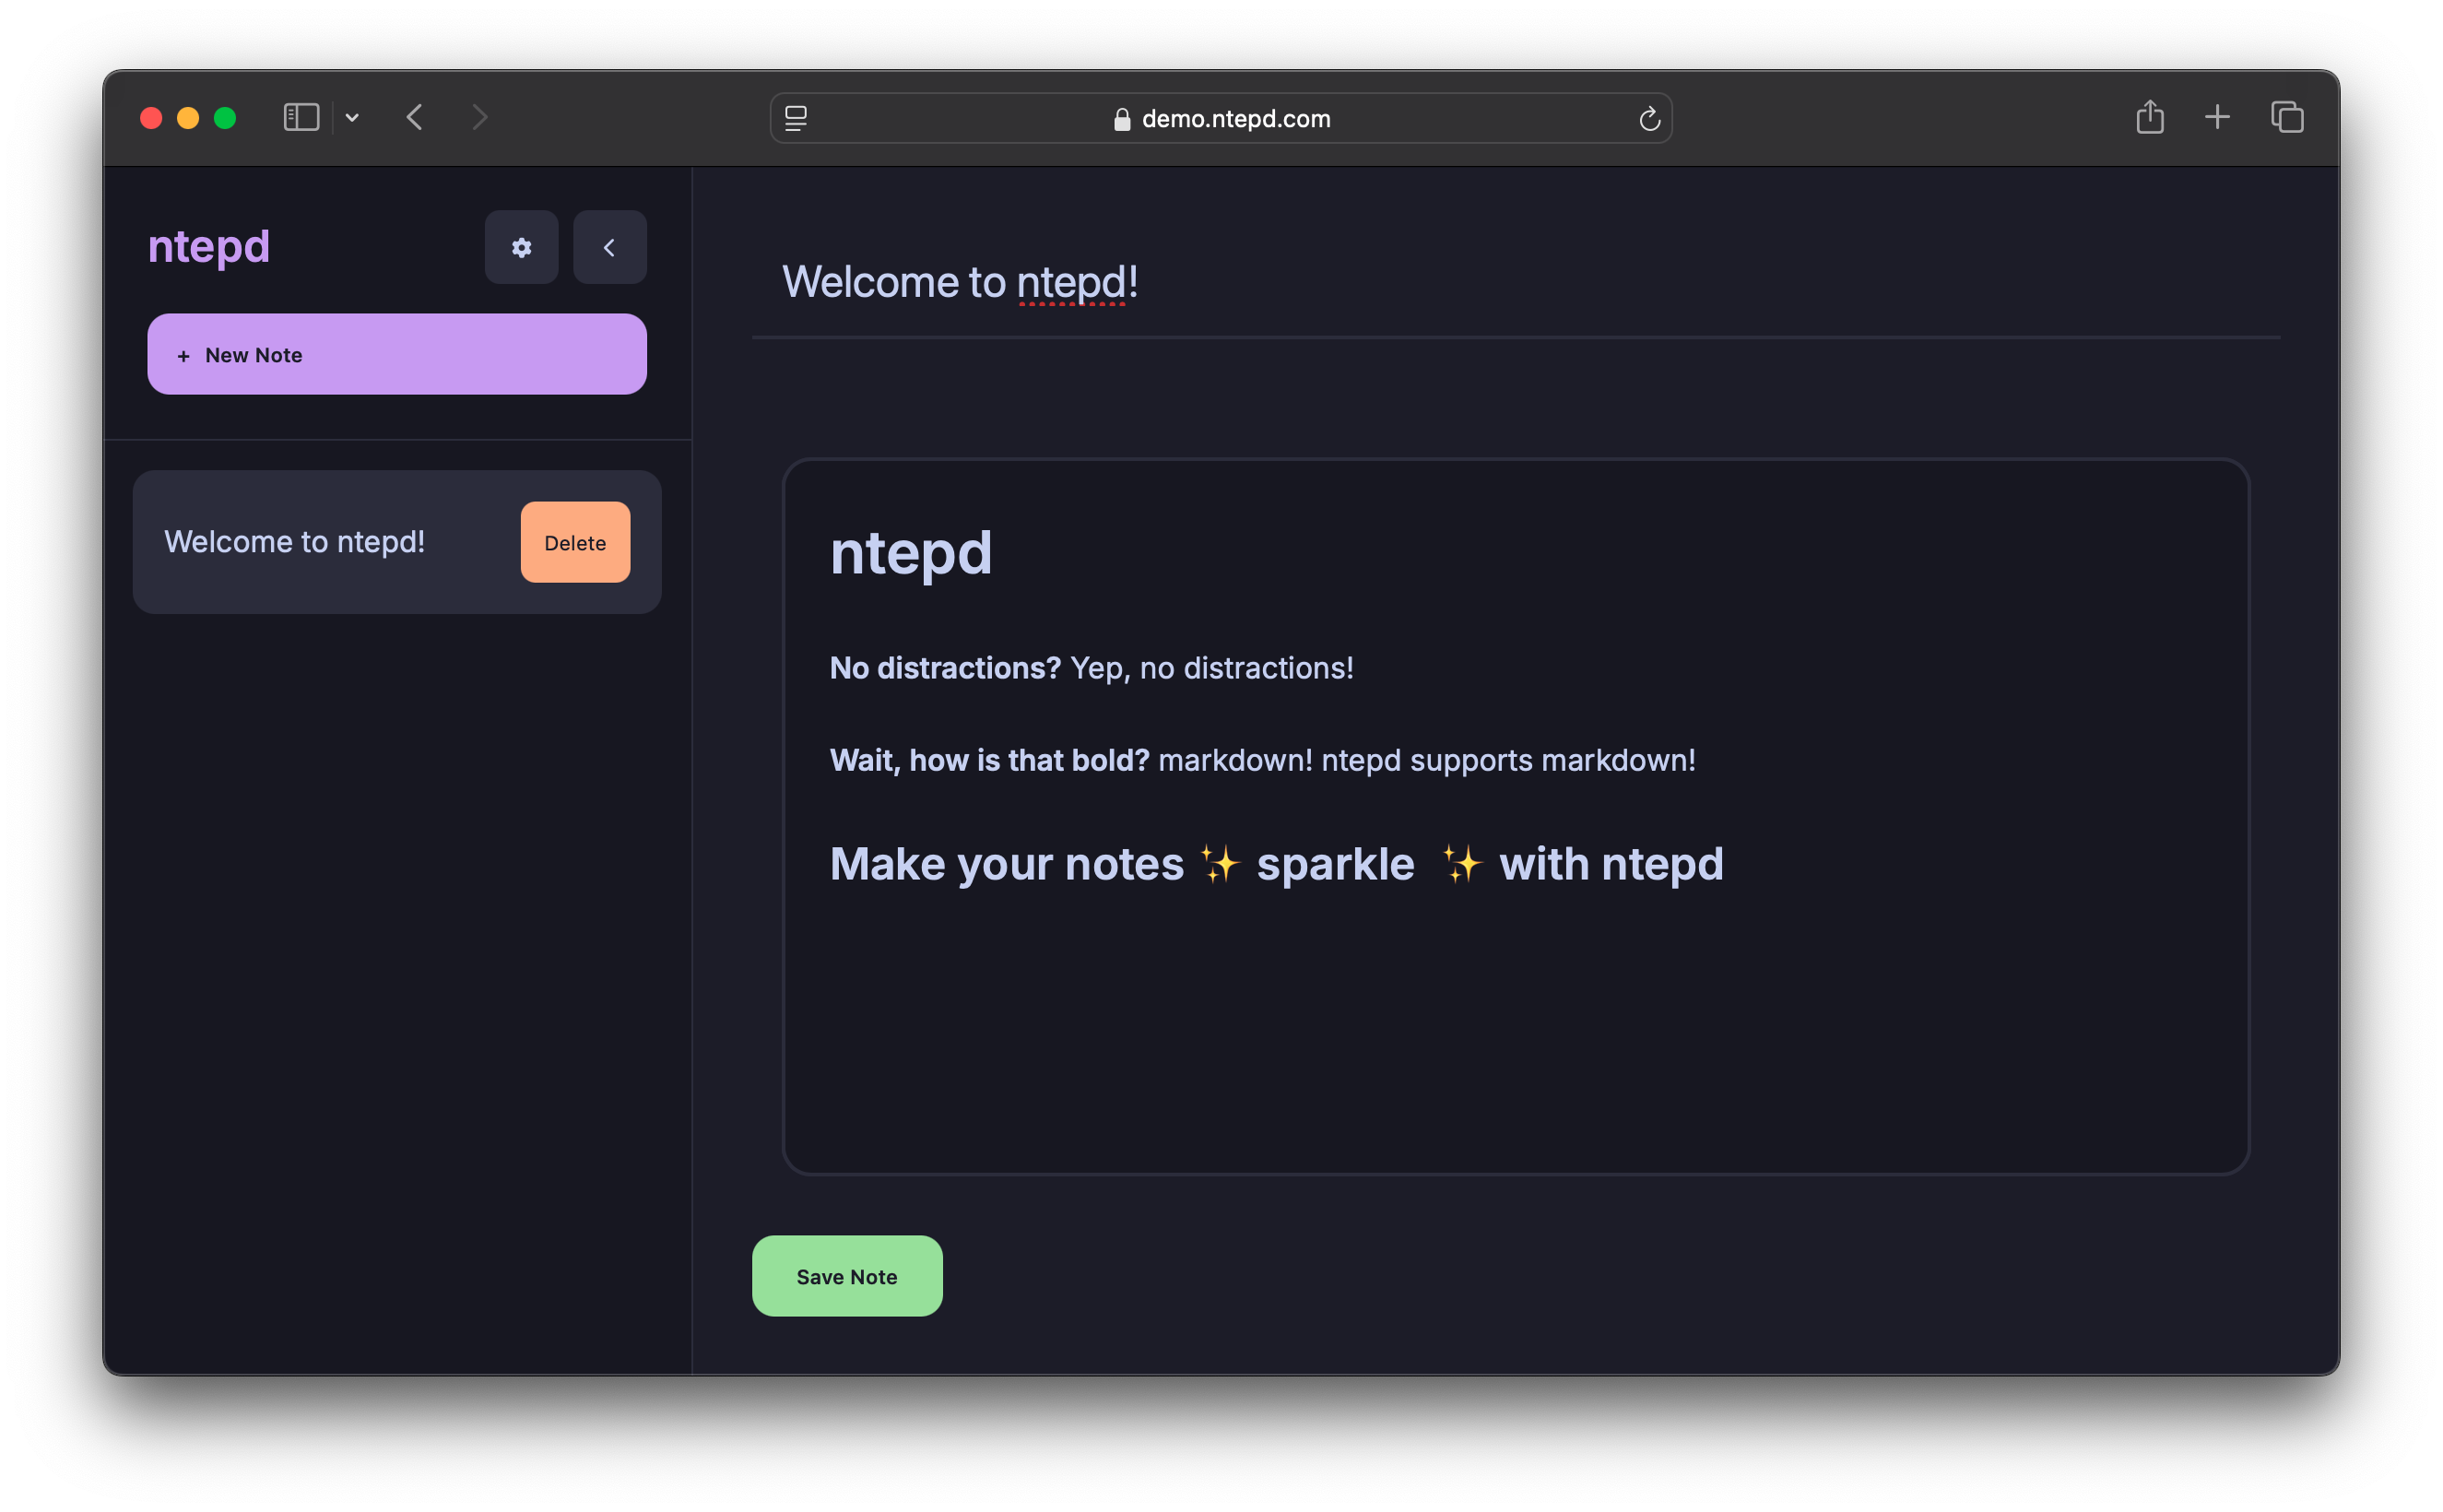 demo.ntepd.com
ntepd
+ New Note
Welcome to ntepd!
Delete
Welcome to ntepd!
ntepd
No distractions? Yep, no distractions!
Wait, how is that bold? markdown! ntepd supports markdown!
Make your notes ✨ sparkle ✨ with ntepd
Save Note